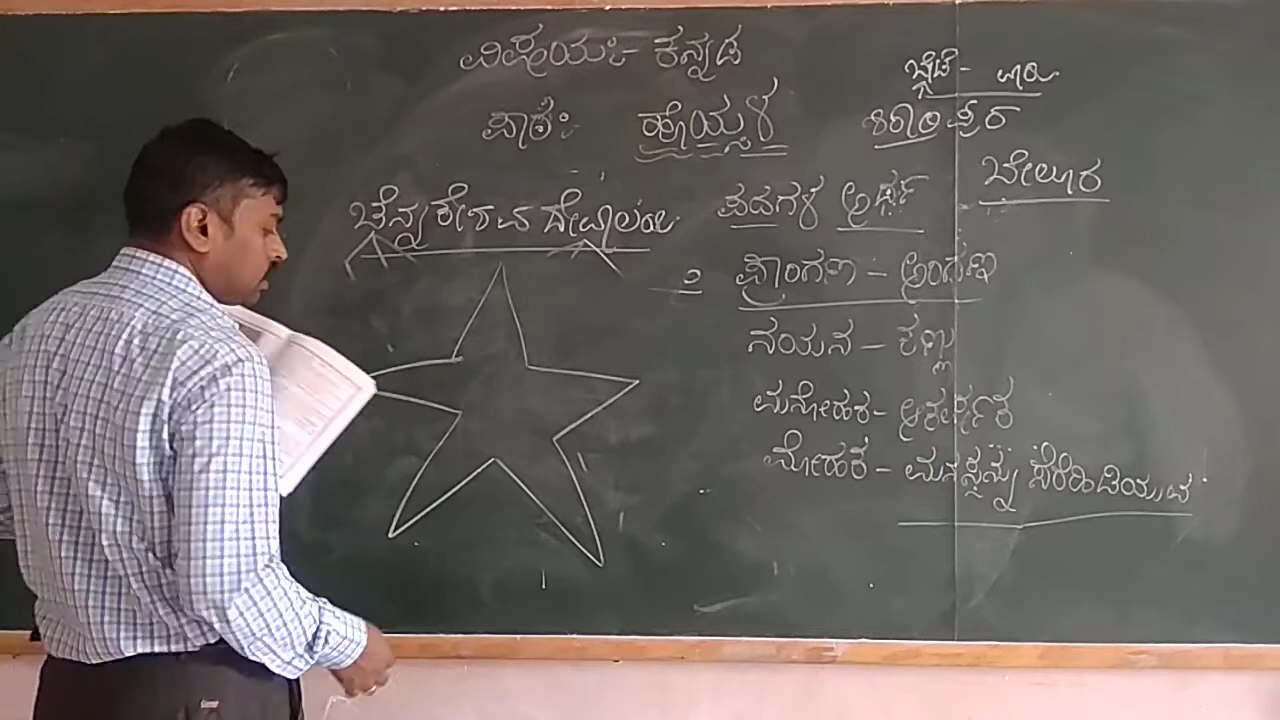 ವಿಷಯ:- ಕನ್ನಡ
ಪಾಠ: ಹೊಯ್ಸಳ
ಬೇಲೂರ
ಚೆನ್ನಕೇಶವ ದೇವಾಲಯ
ಪದಗಳ ಅರ್ಥ
ಪ್ರಾಂಗಣ - ಅಂಗಣ
ನಯನ - ಕಣ್ಣು
ಮನೋಹರ - ಆಕರ್ಷಕ
ಮೋಹಕ - ಮನಸ್ಸನ್ನು ಸೆರೆಹಿಡಿಯುವ